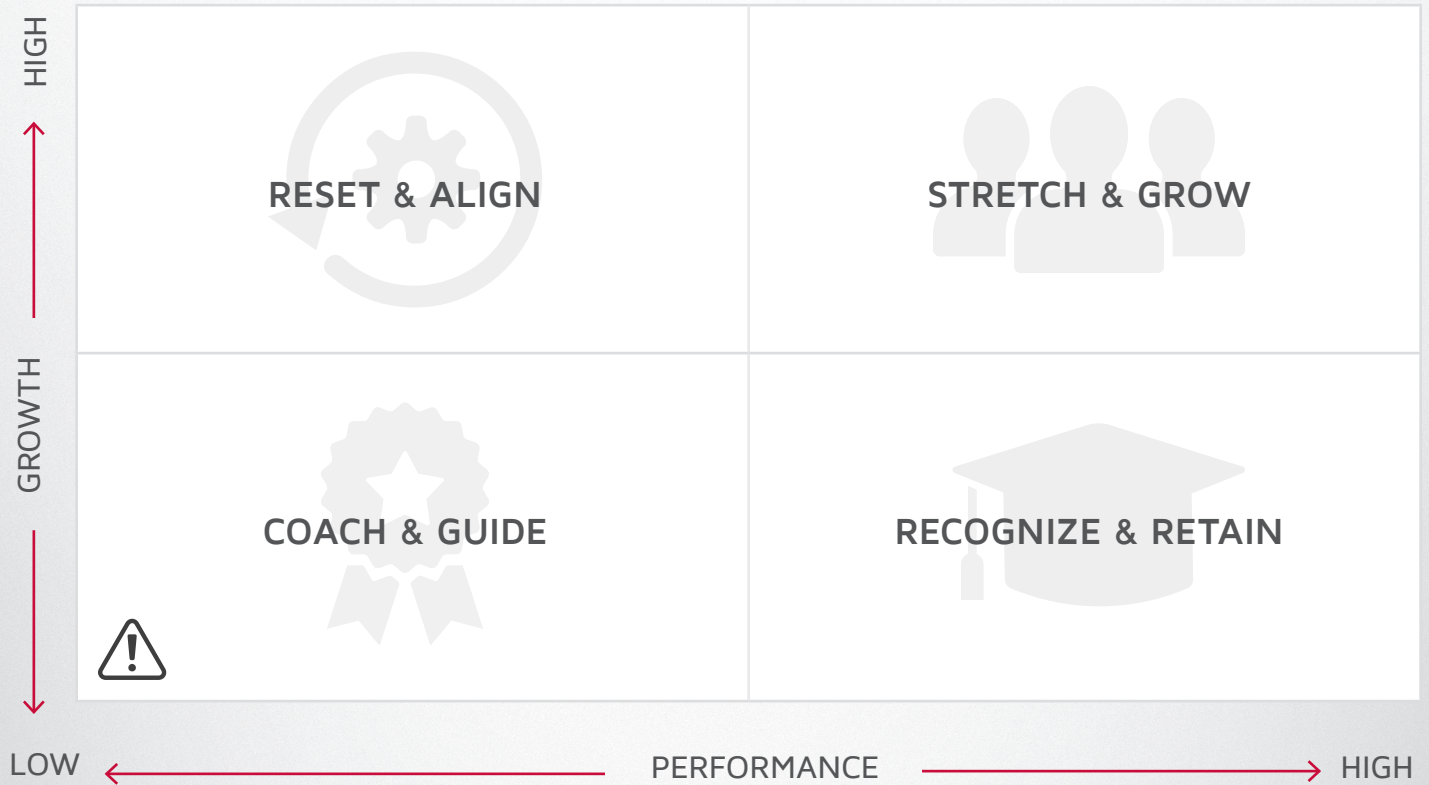 HIGH
RESET & ALIGN
STRETCH & GROW
GROWTH
COACH & GUIDE
RECOGNIZE & RETAIN
LOW
PERFORMANCE
HIGH